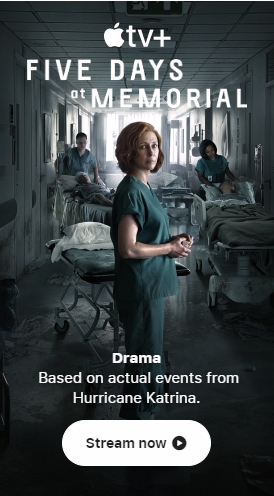 tv+
FIVE DAYS
at MEMORIAL
Drama
Based on actual events from
Hurricane Katrina.
Stream now